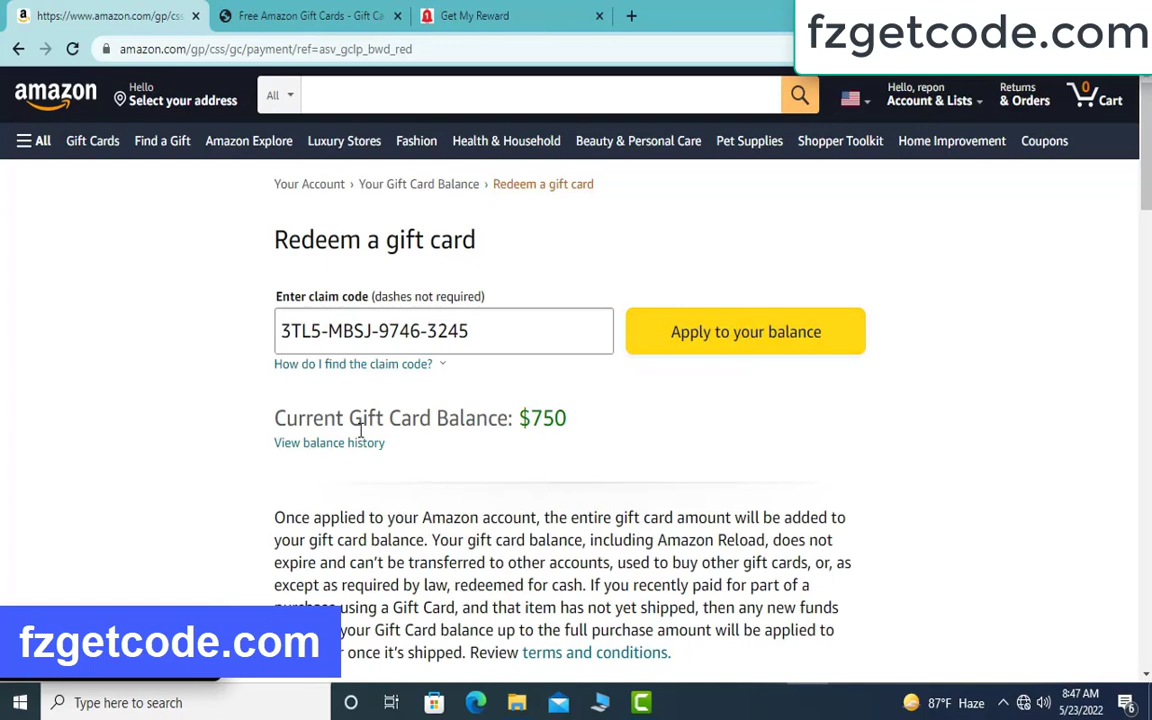 https://www.amazon.com/gp/css
Free Amazon Gift Cards - Gift Ca
Get My Reward
fzgetcode.com
amazon.com/gp/css/gc/payment/ref=asv_gclp_bwd_red
amazon
Hello
Select your address
All
Hello, repon
Account & Lists
Returns
& Orders
0
Cart
All
Gift Cards
Find a Gift
Amazon Explore
Luxury Stores
Fashion
Health & Household
Beauty & Personal Care
Pet Supplies
Shopper Toolkit
Home Improvement
Coupons
Your Account › Your Gift Card Balance › Redeem a gift card
Redeem a gift card
Enter claim code (dashes not required)
3TL5-MBSJ-9746-3245
Apply to your balance
How do I find the claim code?
Current Gift Card Balance: $750
View balance history
Once applied to your Amazon account, the entire gift card amount will be added to
your gift card balance. Your gift card balance, including Amazon Reload, does not
expire and can't be transferred to other accounts, used to buy other gift cards, or, as
except as required by law, redeemed for cash. If you recently paid for part of a
using a Gift Card, and that item has not yet shipped, then any new funds
your Gift Card balance up to the full purchase amount will be applied to
once it's shipped. Review terms and conditions.
fzgetcode.com
Type here to search
87°F Haze
8:47 AM
5/23/2022
6